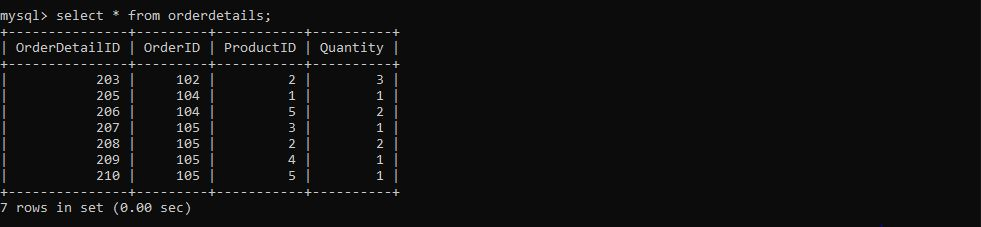 mysql> select * from orderdetails;
+---------------+---------+-----------+----------+
| OrderDetailID | OrderID | ProductID | Quantity |
+---------------+---------+-----------+----------+
|           203 |     102 |         2 |        3 |
|           205 |     104 |         1 |        1 |
|           206 |     104 |         5 |        2 |
|           207 |     105 |         3 |        1 |
|           208 |     105 |         2 |        2 |
|           209 |     105 |         4 |        1 |
|           210 |     105 |         5 |        1 |
+---------------+---------+-----------+----------+
7 rows in set (0.00 sec)